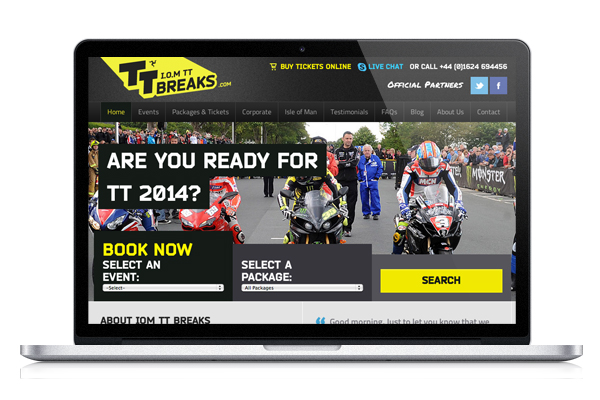 TT I.O.M TT
BREAKS.com
BUY TICKETS ONLINE LIVE CHAT OR CALL +44 (0)1624 694456
OFFICIAL PARTNERS
Home Events Packages & Tickets Corporate Isle of Man Testimonials FAQs Blog About Us Contact
ARE YOU READY FOR
TT 2014?
MCH
MONSTER
BOOK NOW
SELECT AN
EVENT:
-Select-
SELECT A
PACKAGE:
All Packages
SEARCH
ABOUT IOM TT BREAKS
Good morning, Just to let you know that we